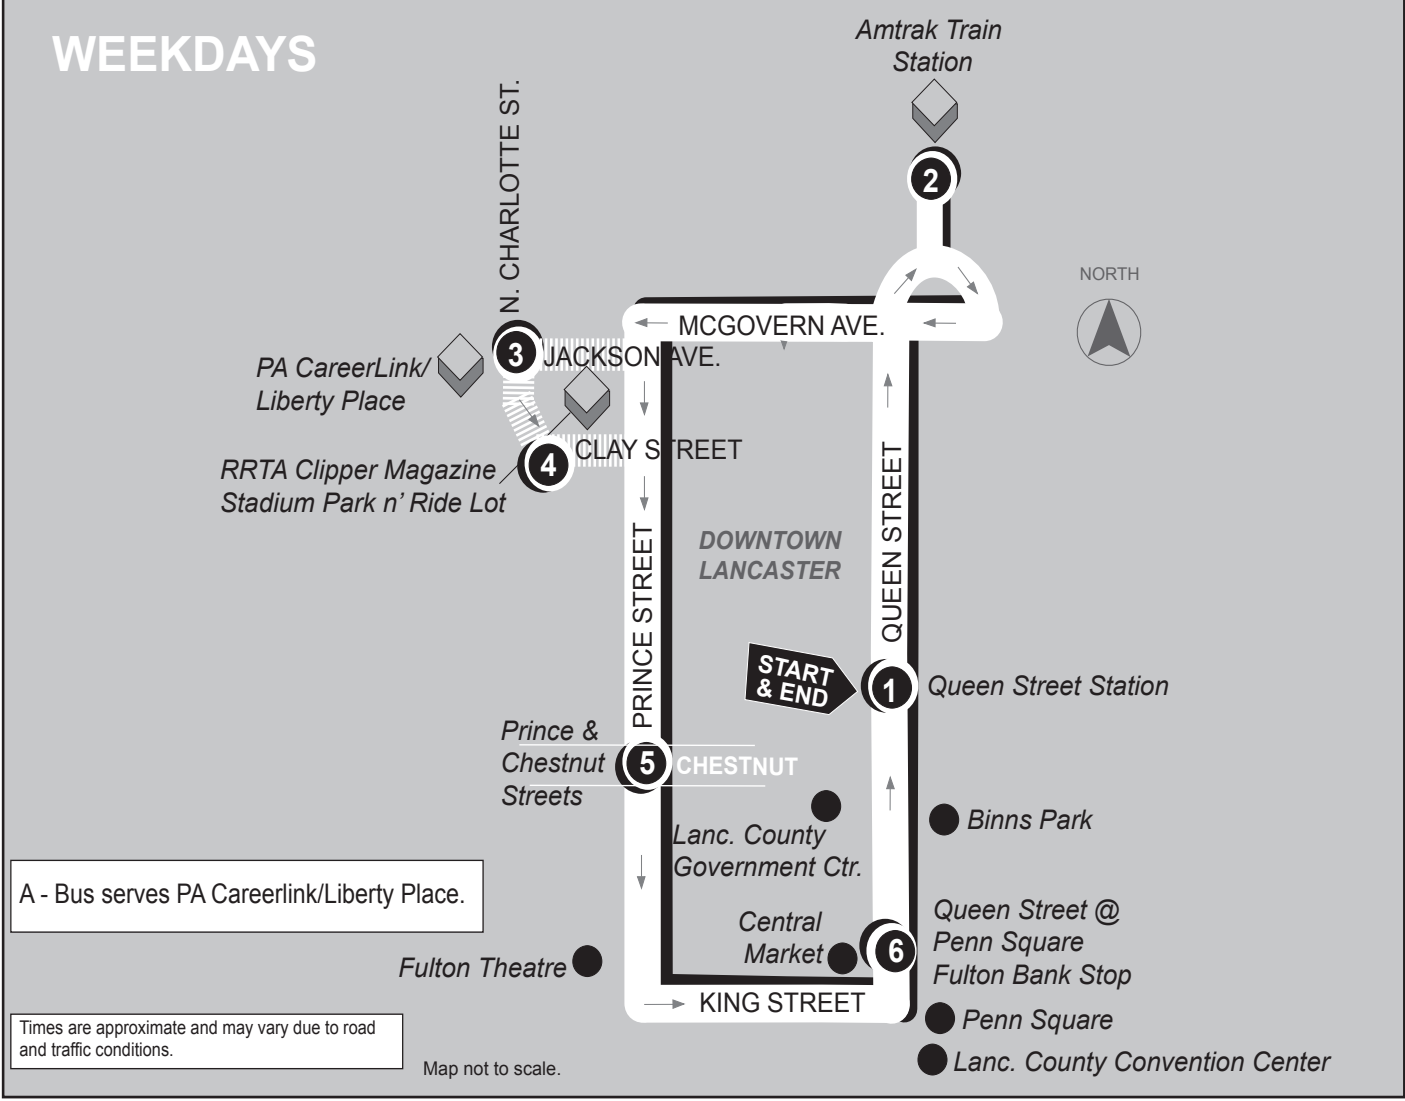 WEEKDAYS
Amtrak Train
Station
2
N. CHARLOTTE ST.
NORTH
MCGOVERN AVE.
3
JACKSON AVE.
PA CareerLink/
Liberty Place
CLAY STREET
4
RRTA Clipper Magazine
Stadium Park n’ Ride Lot
DOWNTOWN
LANCASTER
QUEEN STREET
PRINCE STREET
START
& END
1
Queen Street Station
Prince &
Chestnut
Streets
5
CHESTNUT
Lanc. County
Government Ctr.
Binns Park
A - Bus serves PA Careerlink/Liberty Place.
Central
Market
6
Queen Street @
Penn Square
Fulton Bank Stop
Fulton Theatre
KING STREET
Penn Square
Lanc. County Convention Center
Times are approximate and may vary due to road
and traffic conditions.
Map not to scale.